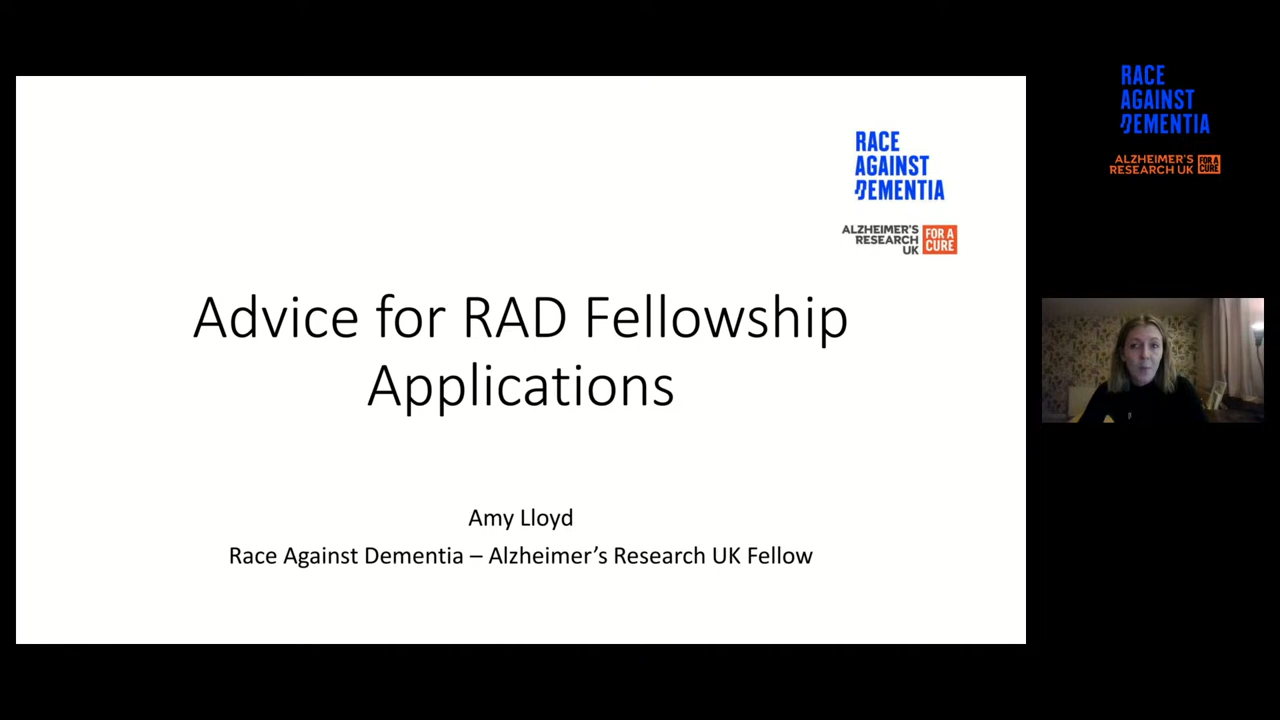 RACE
AGAINST
DEMENTIA
ALZHEIMER'S
RESEARCH
UK
FOR A
CURE
Advice for RAD Fellowship
Applications
Amy Lloyd
Race Against Dementia – Alzheimer's Research UK Fellow
RACE
AGAINST
DEMENTIA
ALZHEIMER'S
RESEARCH UK
FOR A
CURE